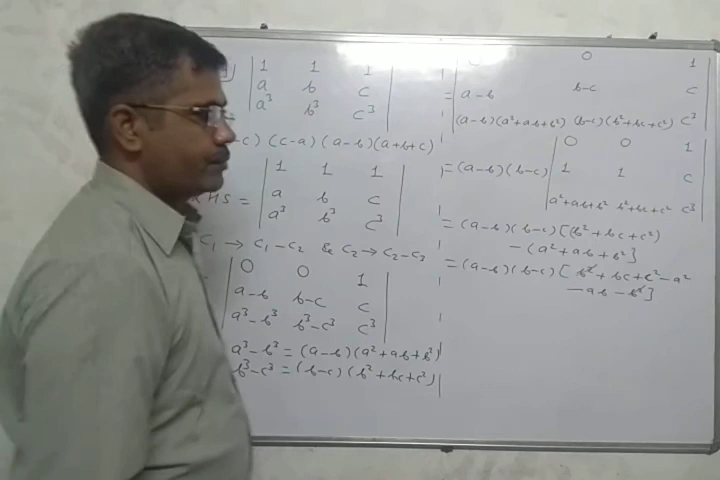 | 1 1 1 |
| a b c |
| a³ b³ c³ |
= -c) (c-a) (a-b) (a+b+c)
RHS = | 1 1 1 |
| a b c |
| a³ b³ c³ |
C₁ → C₁-C₂ & C₂→C₂-C₃
| 0 0 1 |
| a-b b-c c |
| a³-b³ b³-c³ c³ |
a³-b³ = (a-b) (a²+ab+b²)
b³-c³ = (b-c) (b²+bc+c²)
| 0 0 1 |
= | a-b b-c c |
| (a-b)(a²+ab+b²) (b-c)(b²+bc+c²) c³ |
| 0 0 1 |
= (a-b) (b-c) | 1 1 c |
| a²+ab+b² b²+bc+c² c³ |
= (a-b) (b-c) [(b²+bc+c²)
-(a²+ab+b²]
= (a-b) (b-c) [b²+bc+c²-a²
-ab-b²]